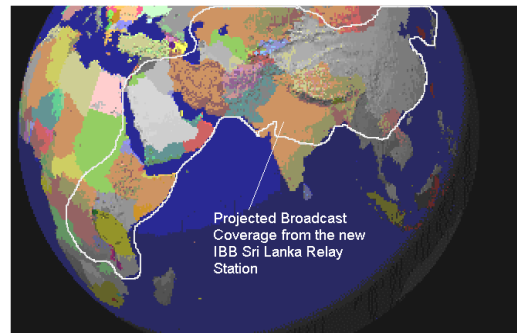 Projected Broadcast
Coverage from the new
IBB Sri Lanka Relay
Station